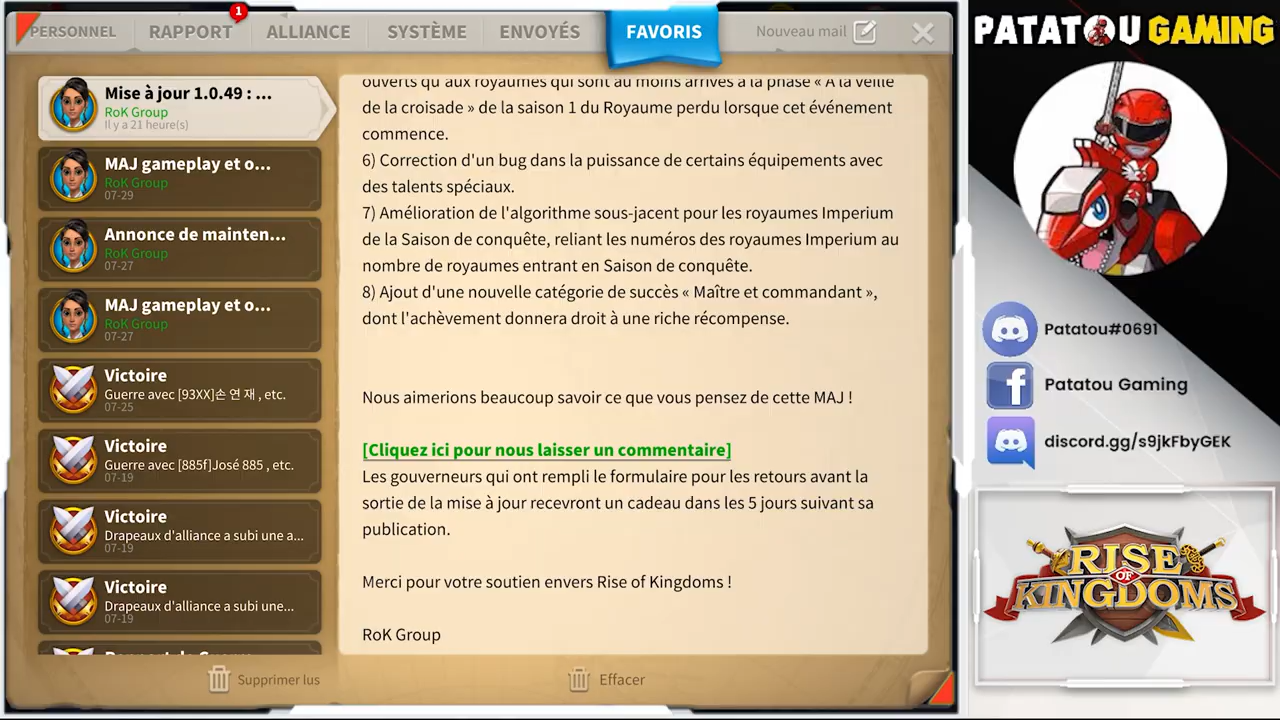 PERSONNEL
RAPPORT
1
ALLIANCE
SYSTÈME
ENVOYÉS
FAVORIS
Nouveau mail
Mise à jour 1.0.49 : ...
RoK Group
Il y a 21 heure(s)
MAJ gameplay et o...
RoK Group
07-29
Annonce de mainten...
RoK Group
07-27
MAJ gameplay et o...
RoK Group
07-27
Victoire
Guerre avec [93XX]손 연 재 , etc.
07-25
Victoire
Guerre avec [885f]José 885 , etc.
07-19
Victoire
Drapeaux d'alliance a subi une a...
07-19
Victoire
Drapeaux d'alliance a subi une...
07-19
Supprimer lus
ouverts qu'aux royaumes qui sont au moins arrivés à la phase « À la veille
de la croisade » de la saison 1 du Royaume perdu lorsque cet événement
commence.
6) Correction d'un bug dans la puissance de certains équipements avec
des talents spéciaux.
7) Amélioration de l'algorithme sous-jacent pour les royaumes Imperium
de la Saison de conquête, reliant les numéros des royaumes Imperium au
nombre de royaumes entrant en Saison de conquête.
8) Ajout d'une nouvelle catégorie de succès « Maître et commandant »,
dont l'achèvement donnera droit à une riche récompense.
Nous aimerions beaucoup savoir ce que vous pensez de cette MAJ !
[Cliquez ici pour nous laisser un commentaire]
Les gouverneurs qui ont rempli le formulaire pour les retours avant la
sortie de la mise à jour recevront un cadeau dans les 5 jours suivant sa
publication.
Merci pour votre soutien envers Rise of Kingdoms !
RoK Group
Effacer
PATATOU GAMING
Patatou#0691
Patatou Gaming
discord.gg/s9jkFbyGEK
RISE
OF
KINGDOMS